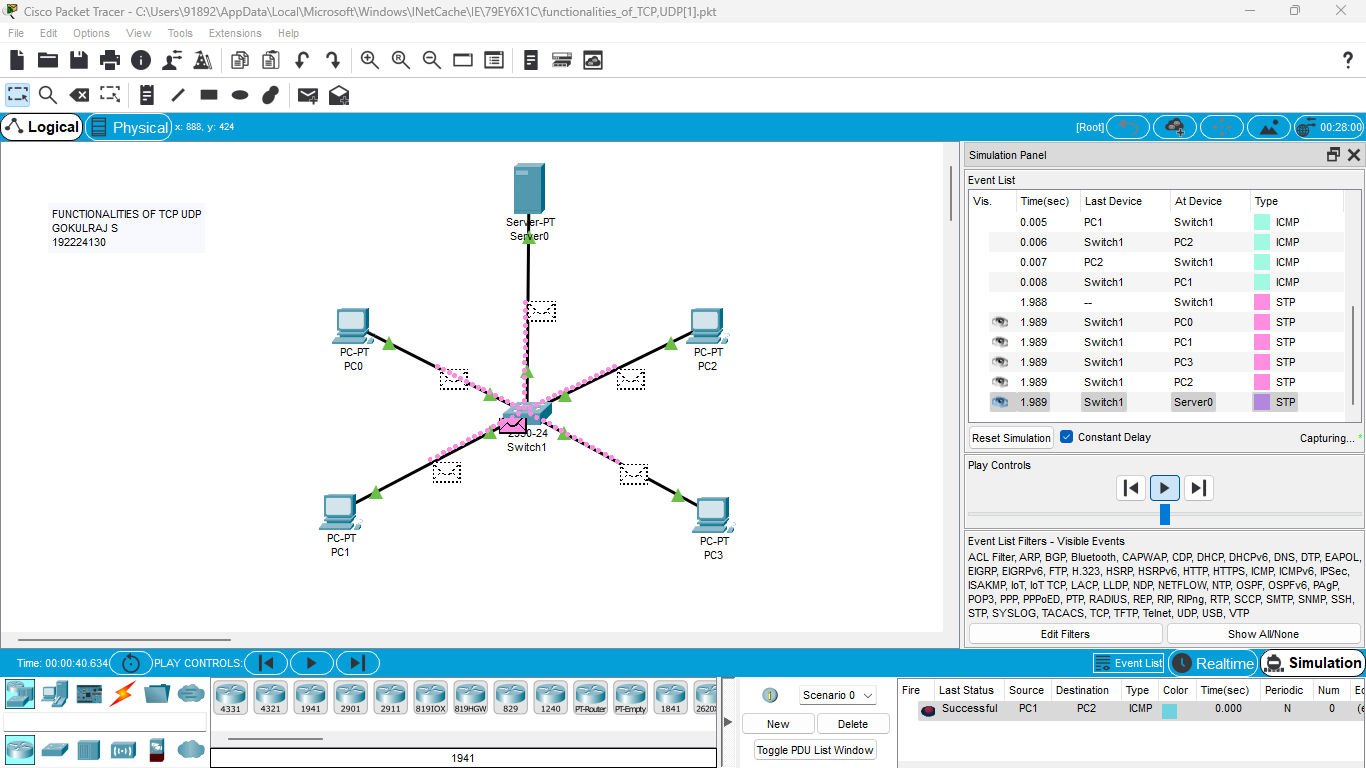 Cisco Packet Tracer - C:\Users\91892\AppData\Local\Microsoft\Windows\INetCache\IE\79EY6X1C\functionalities_of_TCP,UDP[1].pkt
File Edit Options View Tools Extensions Help
Logical Physical x: 888, y: 424 [Root] 00:28:00
FUNCTIONALITIES OF TCP UDP
GOKULRAJ S
192224130
Server-PT
Server0
PC-PT
PC0
PC-PT
PC2
2950-24
Switch1
PC-PT
PC1
PC-PT
PC3
Simulation Panel
Event List
Vis. Time(sec) Last Device At Device Type
0.005 PC1 Switch1 ICMP
0.006 Switch1 PC2 ICMP
0.007 PC2 Switch1 ICMP
0.008 Switch1 PC1 ICMP
1.988 -- Switch1 STP
1.989 Switch1 PC0 STP
1.989 Switch1 PC1 STP
1.989 Switch1 PC3 STP
1.989 Switch1 PC2 STP
1.989 Switch1 Server0 STP
Reset Simulation Constant Delay Capturing... *
Play Controls
Event List Filters - Visible Events
ACL Filter, ARP, BGP, Bluetooth, CAPWAP, CDP, DHCP, DHCPv6, DNS, DTP, EAPOL,
EIGRP, EIGRPv6, FTP, H.323, HSRP, HSRPv6, HTTP, HTTPS, ICMP, ICMPv6, IPSec,
ISAKMP, IoT, IoT TCP, LACP, LLDP, NDP, NETFLOW, NTP, OSPF, OSPFv6, PAgP,
POP3, PPP, PPPoED, PTP, RADIUS, REP, RIP, RIPng, RTP, SCCP, SMTP, SNMP, SSH,
STP, SYSLOG, TACACS, TCP, TFTP, Telnet, UDP, USB, VTP
Edit Filters Show All/None
Time: 00:00:40.634 PLAY CONTROLS: Event List Realtime Simulation
4331 4321 1941 2901 2911 819IOX 819HGW 829 1240 PT-Router PT-Empty 1841 2620X
1941
Scenario 0
New Delete
Toggle PDU List Window
Fire Last Status Source Destination Type Color Time(sec) Periodic Num Ed
Successful PC1 PC2 ICMP 0.000 N 0 (e